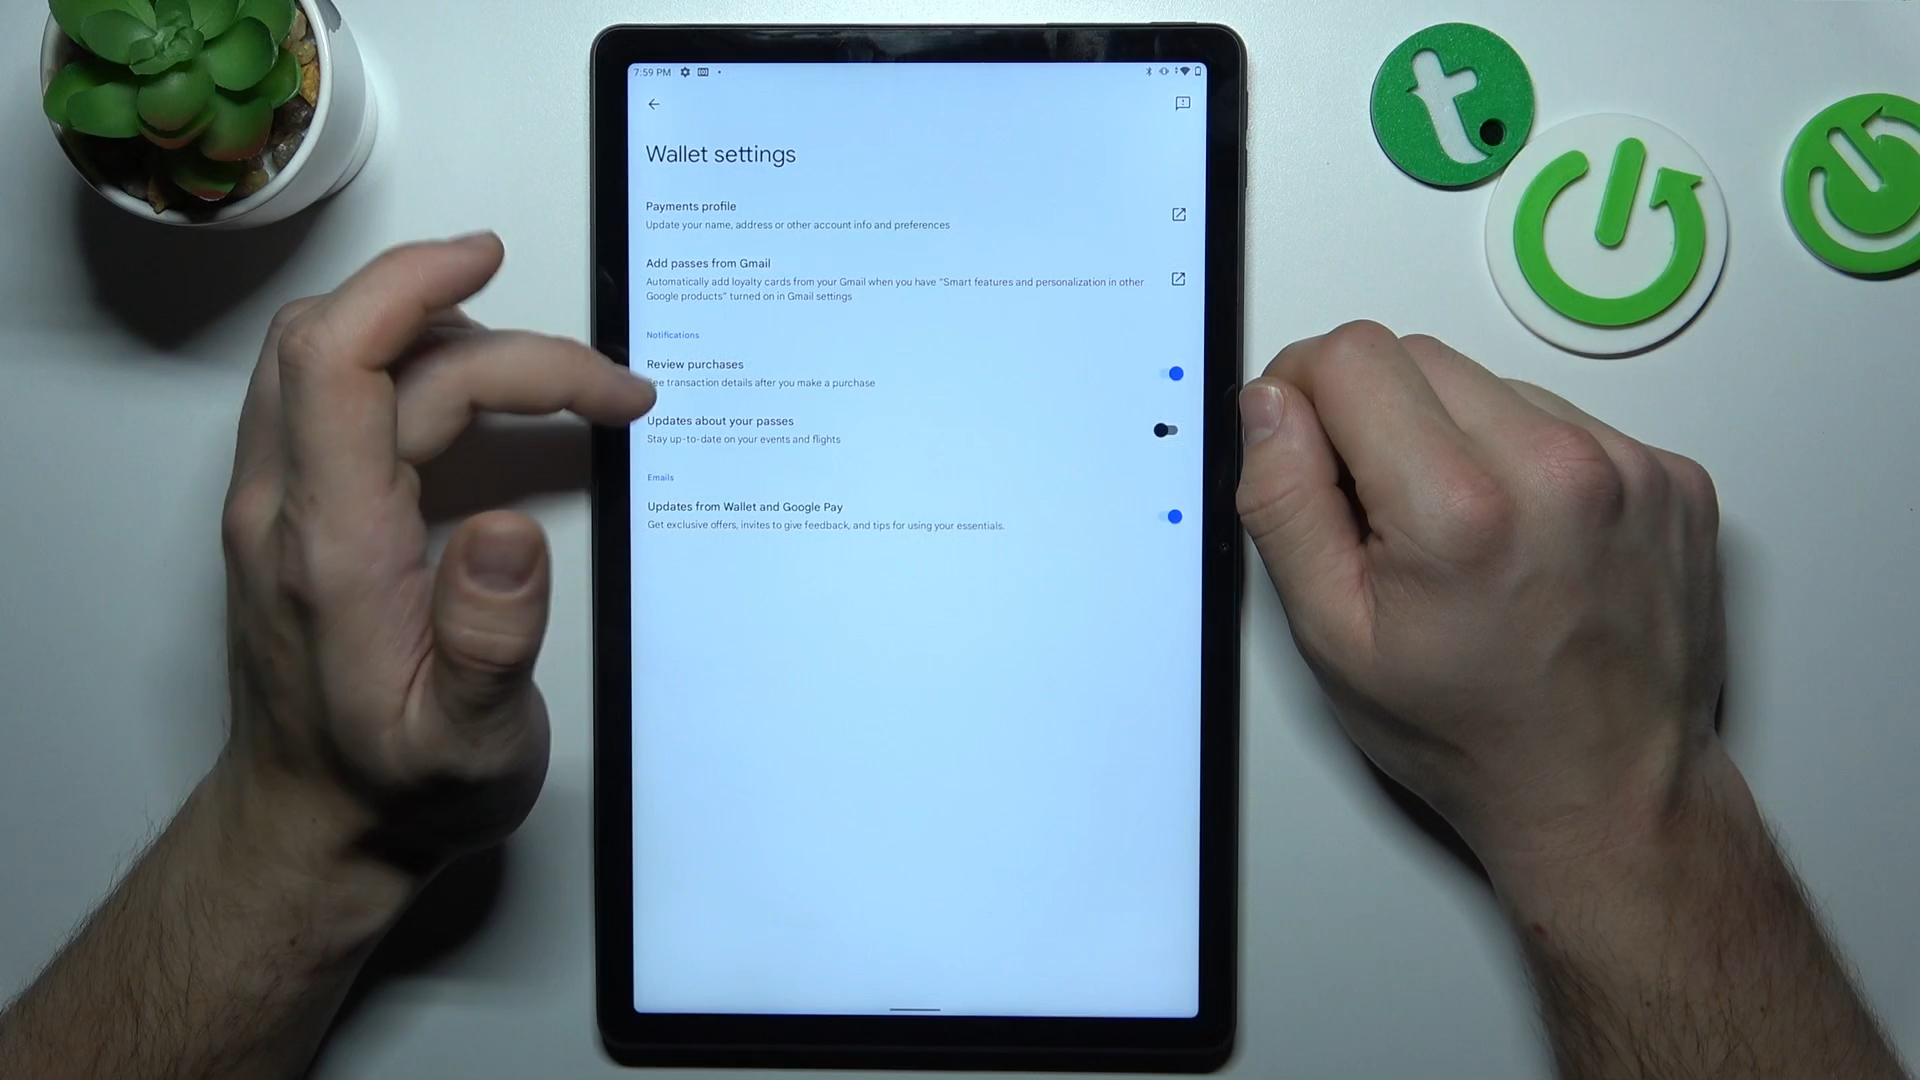 7:59 PM
Wallet settings
Payments profile
Update your name, address or other account info and preferences
Add passes from Gmail
Automatically add loyalty cards from your Gmail when you have "Smart features and personalization in other
Google products" turned on in Gmail settings
Notifications
Review purchases
See transaction details after you make a purchase
Updates about your passes
Stay up-to-date on your events and flights
Emails
Updates from Wallet and Google Pay
Get exclusive offers, invites to give feedback, and tips for using your essentials.
t